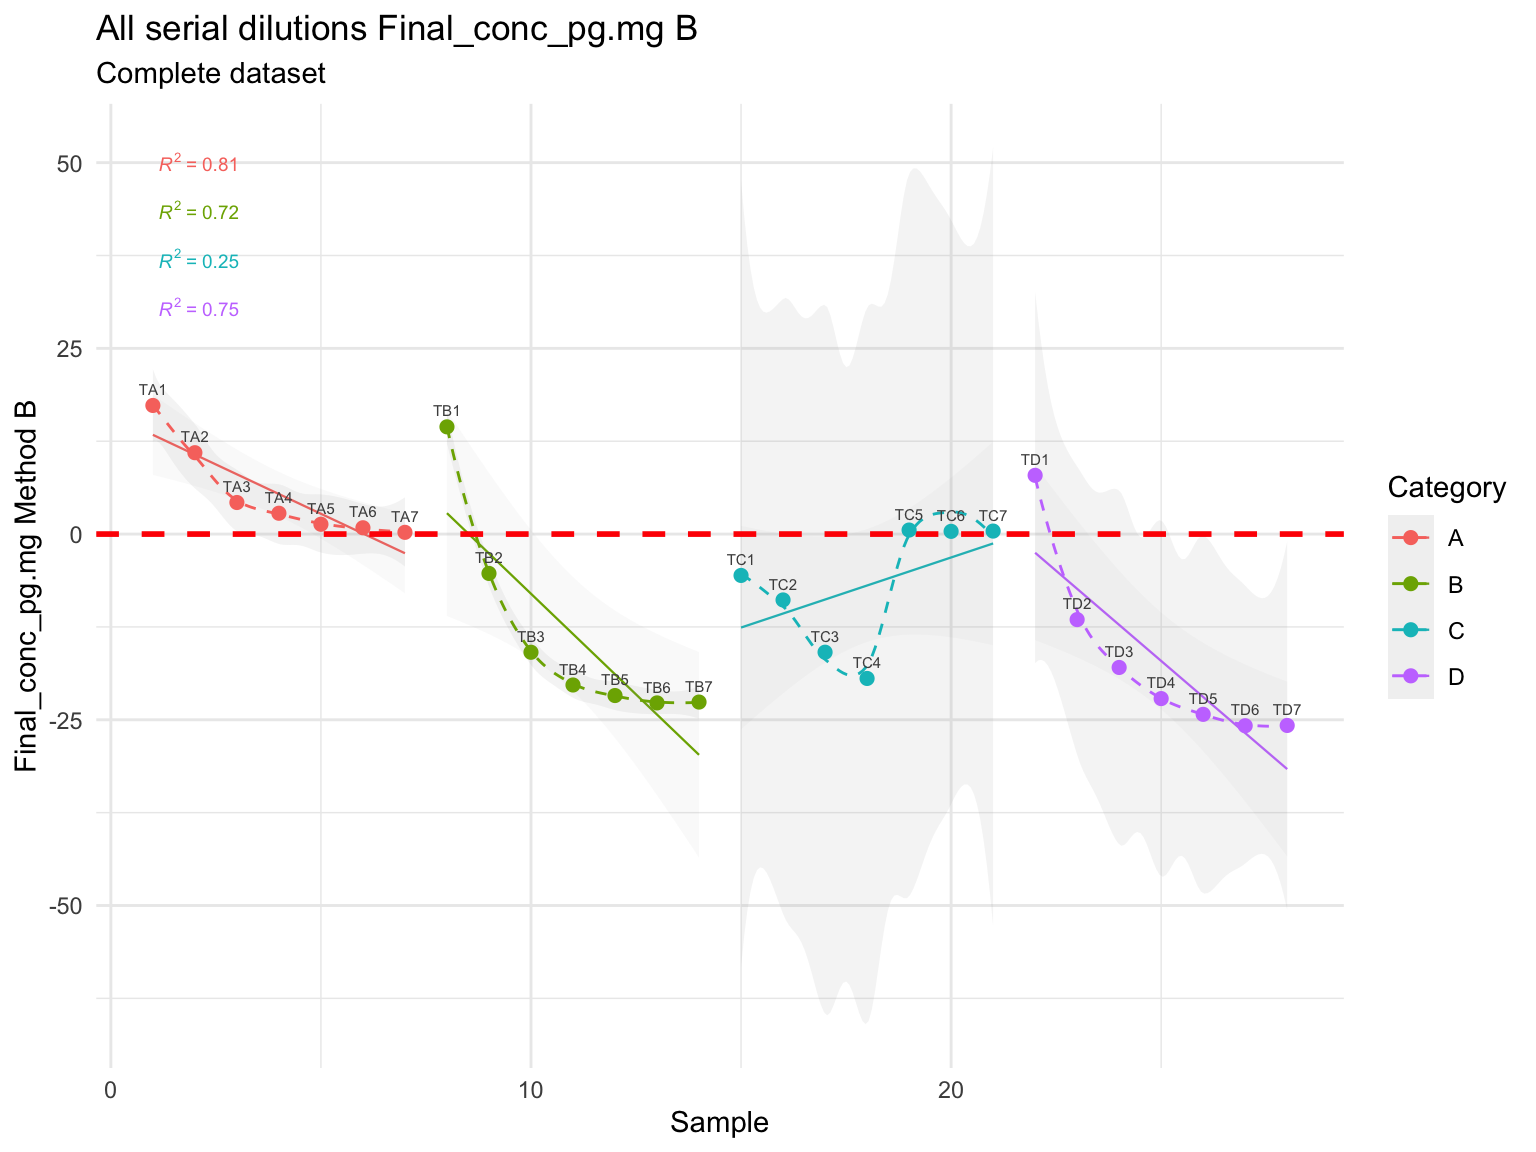 All serial dilutions Final_conc_pg.mg B
Complete dataset
Final_conc_pg.mg Method B
50
25
0
-25
-50
R² = 0.81
R² = 0.72
R² = 0.25
R² = 0.75
TA1
TA2
TA3
TA4
TA5
TA6
TA7
TB1
TB2
TB3
TB4
TB5
TB6
TB7
TC1
TC2
TC3
TC4
TC5
TC6
TC7
TD1
TD2
TD3
TD4
TD5
TD6
TD7
0
10
20
Sample
Category
A
B
C
D